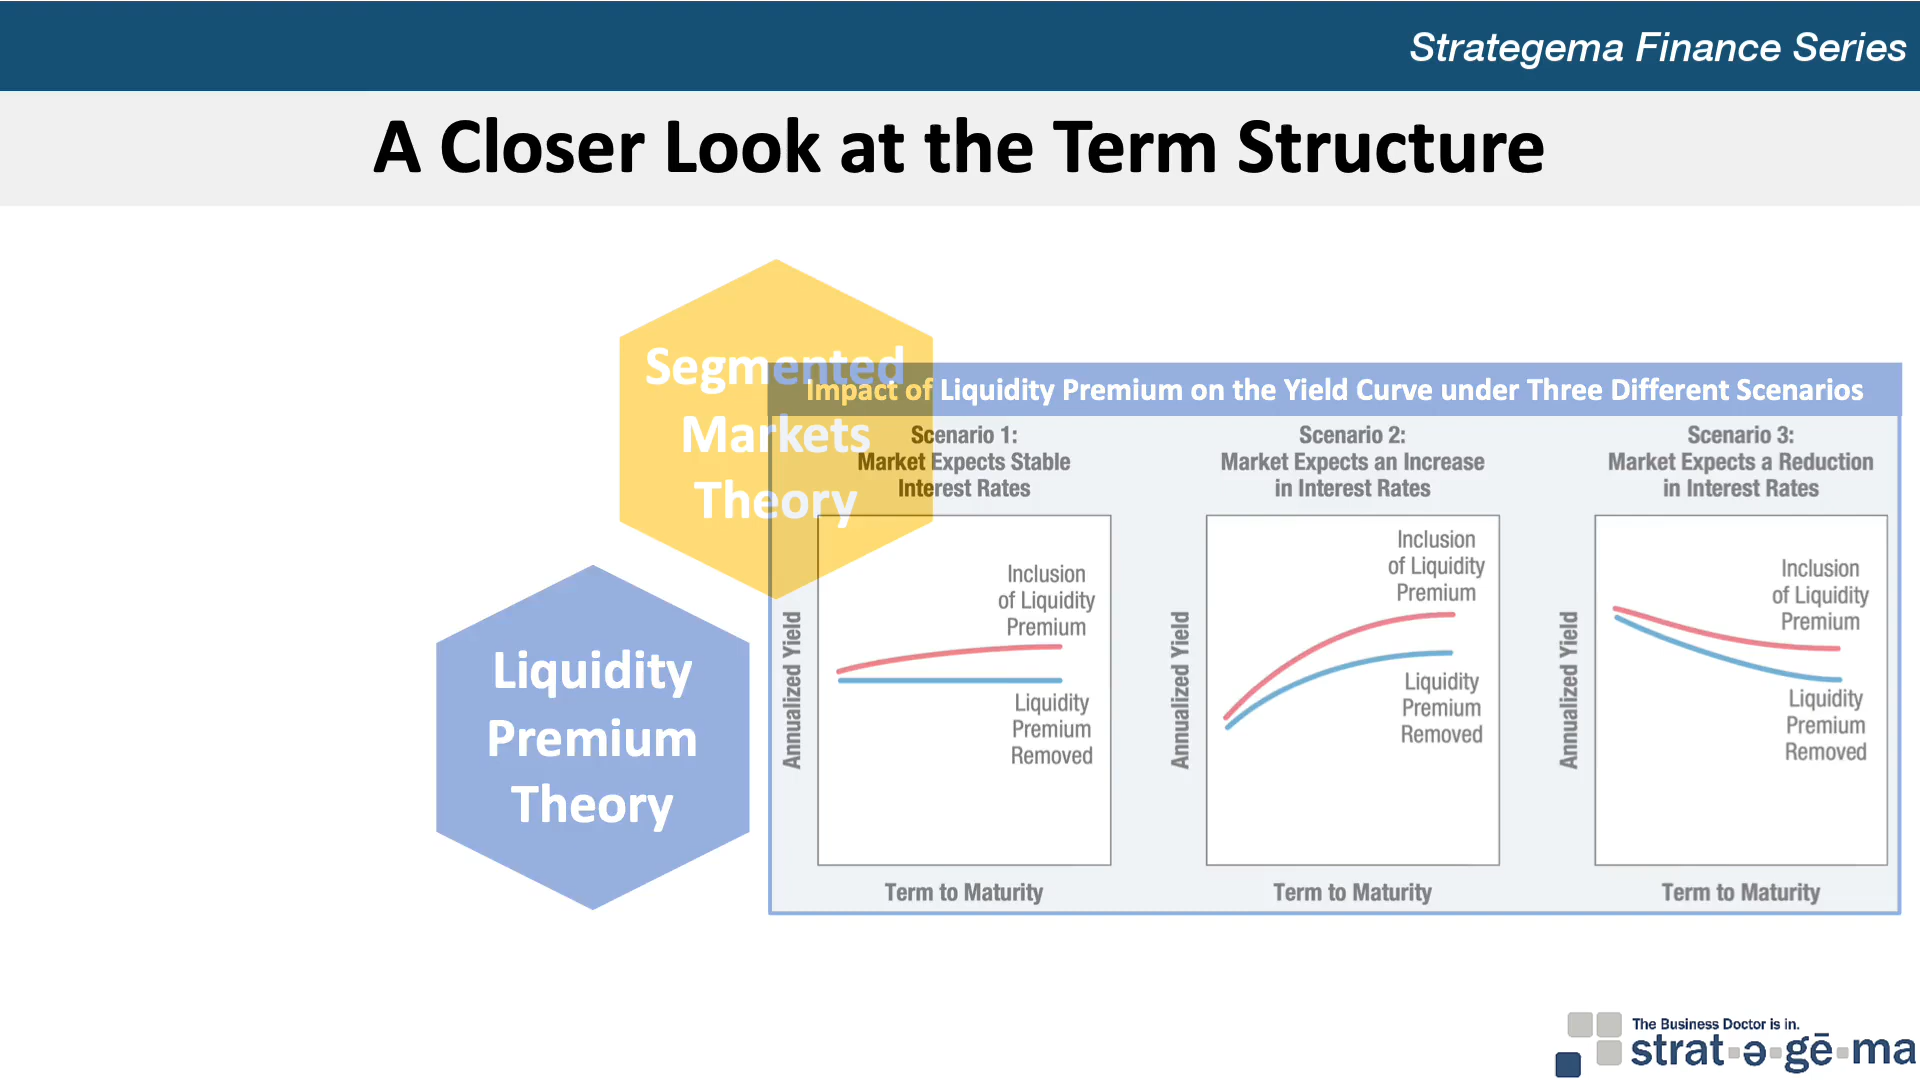 Strategema Finance Series
A Closer Look at the Term Structure
Segmented
Markets
Theory
Liquidity
Premium
Theory
Impact of Liquidity Premium on the Yield Curve under Three Different Scenarios
Scenario 1:
Market Expects Stable
Interest Rates
Annualized Yield
Inclusion
of Liquidity
Premium
Liquidity
Premium
Removed
Term to Maturity
Scenario 2:
Market Expects an Increase
in Interest Rates
Annualized Yield
Inclusion
of Liquidity
Premium
Liquidity
Premium
Removed
Term to Maturity
Scenario 3:
Market Expects a Reduction
in Interest Rates
Annualized Yield
Inclusion
of Liquidity
Premium
Liquidity
Premium
Removed
Term to Maturity
The Business Doctor is in.
strat▪ə▪gē▪ma